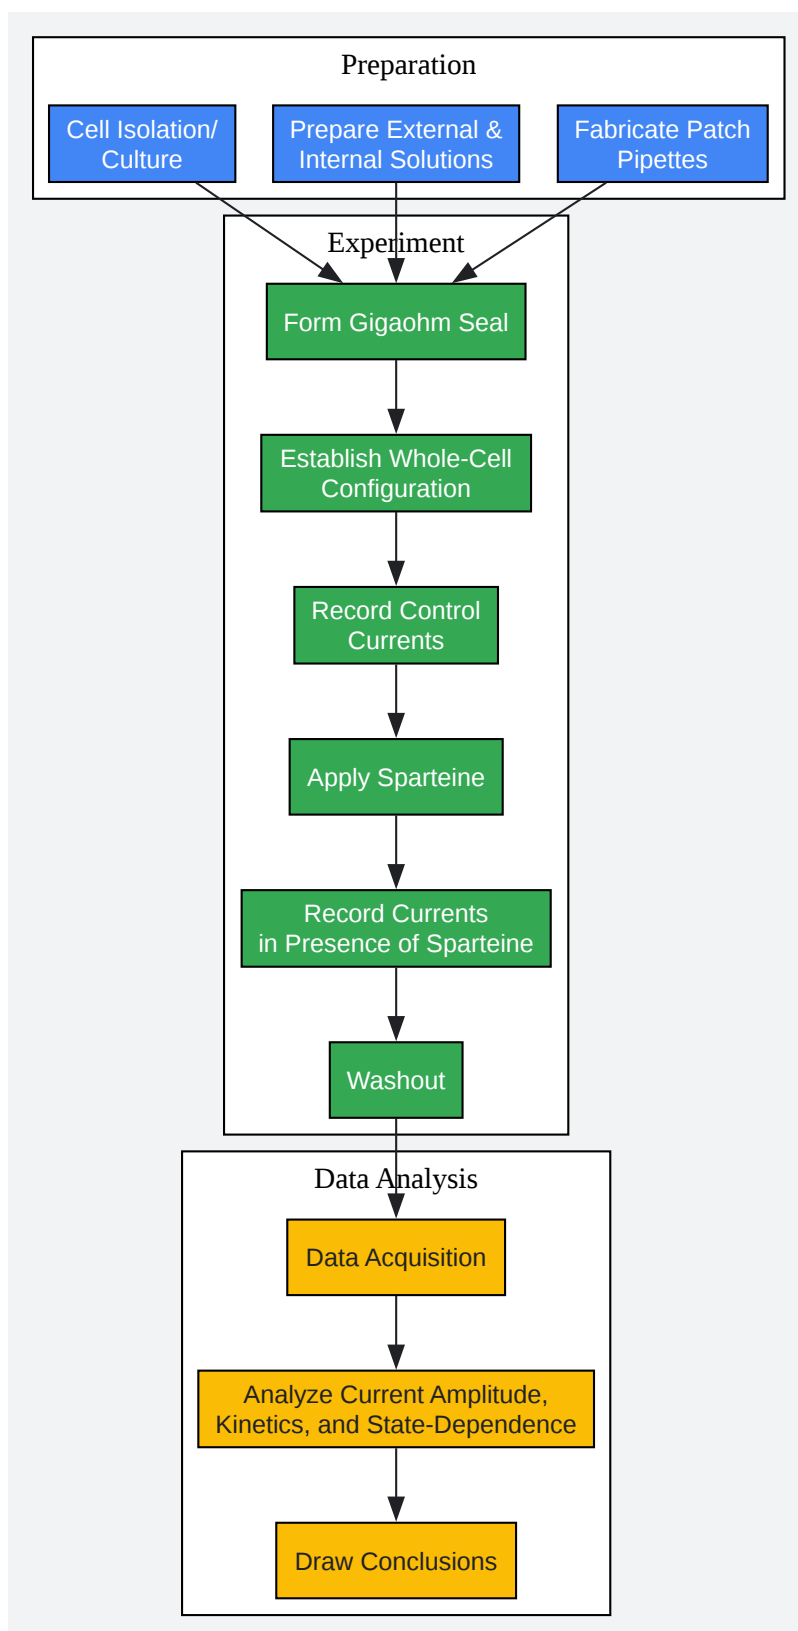 Preparation
Cell Isolation/
Culture
Prepare External &
Internal Solutions
Fabricate Patch
Pipettes
Experiment
Form Gigaohm Seal
Establish Whole-Cell
Configuration
Record Control
Currents
Apply Sparteine
Record Currents
in Presence of Sparteine
Washout
Data Analysis
Data Acquisition
Analyze Current Amplitude,
Kinetics, and State-Dependence
Draw Conclusions